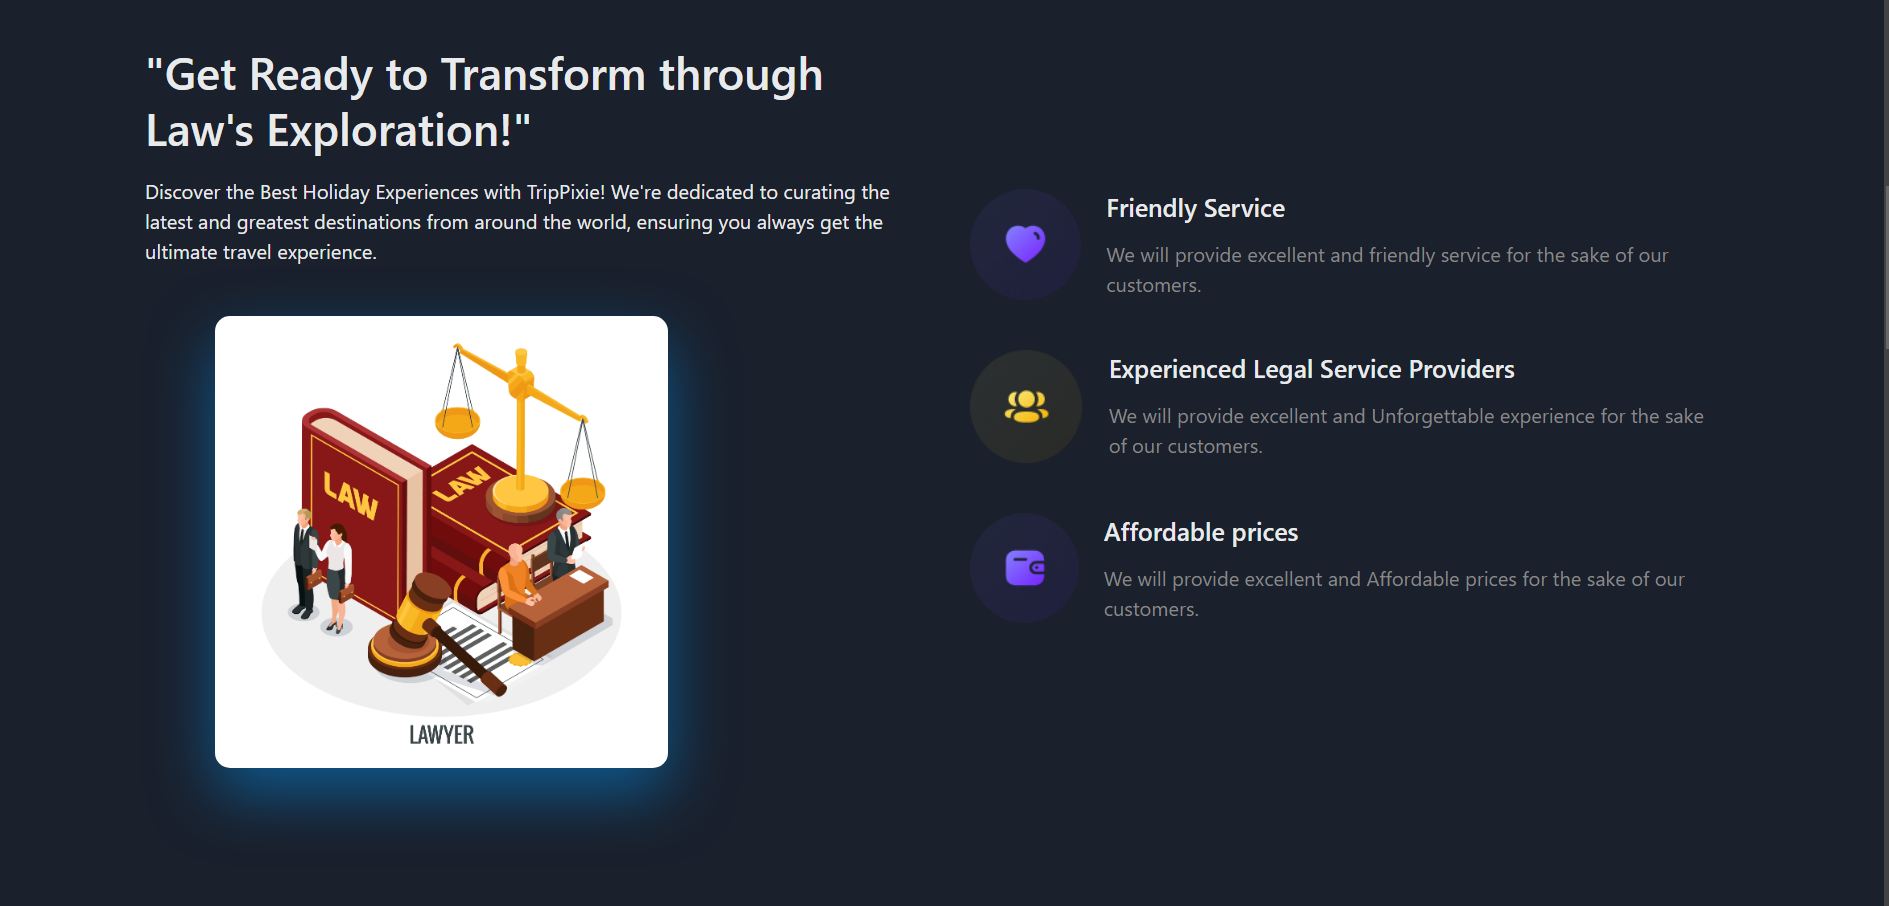 "Get Ready to Transform through
Law's Exploration!"
Discover the Best Holiday Experiences with TripPixie! We're dedicated to curating the
latest and greatest destinations from around the world, ensuring you always get the
ultimate travel experience.
LAW
LAW
LAWYER
Friendly Service
We will provide excellent and friendly service for the sake of our
customers.
Experienced Legal Service Providers
We will provide excellent and Unforgettable experience for the sake
of our customers.
Affordable prices
We will provide excellent and Affordable prices for the sake of our
customers.